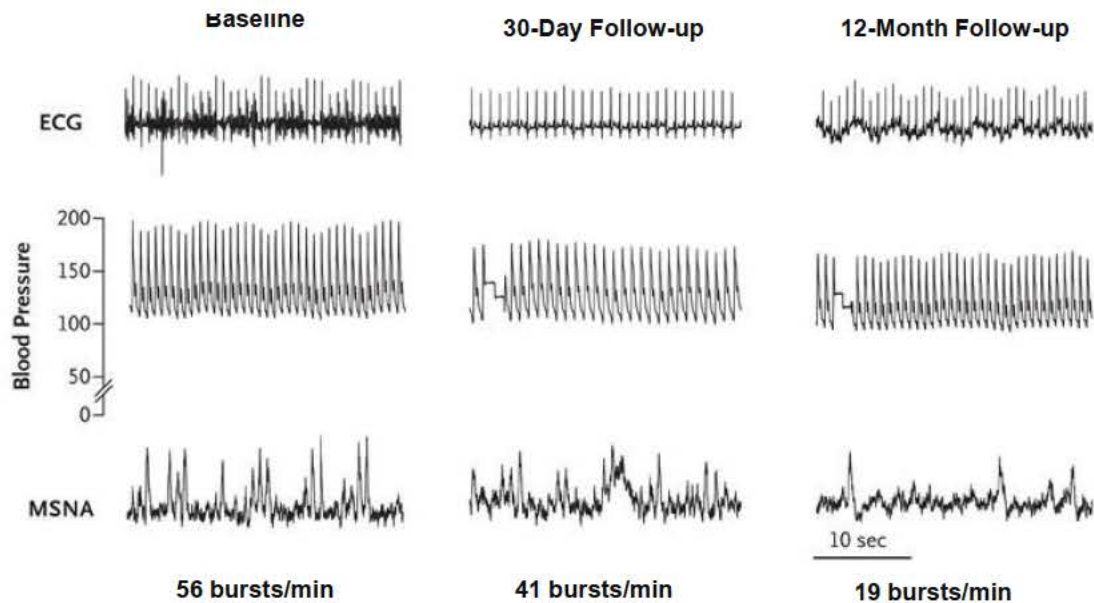 Baseline
30-Day Follow-up
12-Month Follow-up
ECG
Blood Pressure
200
150
100
50
0
MSNA
10 sec
56 bursts/min
41 bursts/min
19 bursts/min